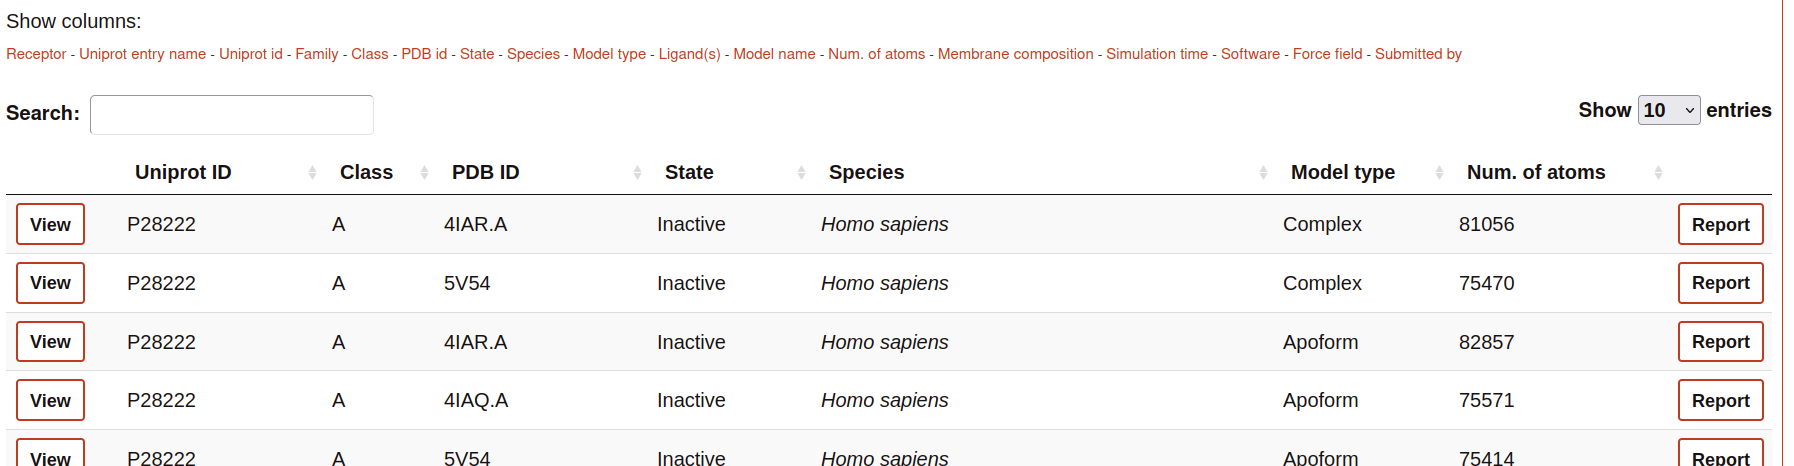 Show columns:
Receptor - Uniprot entry name - Uniprot id - Family - Class - PDB id - State - Species - Model type - Ligand(s) - Model name - Num. of atoms - Membrane composition - Simulation time - Software - Force field - Submitted by
Search: Show 10 entries
Uniprot ID Class PDB ID State Species Model type Num. of atoms
View P28222 A 4IAR.A Inactive Homo sapiens Complex 81056 Report
View P28222 A 5V54 Inactive Homo sapiens Complex 75470 Report
View P28222 A 4IAR.A Inactive Homo sapiens Apoform 82857 Report
View P28222 A 4IAQ.A Inactive Homo sapiens Apoform 75571 Report
View P28222 A 5V54 Inactive Homo sapiens Apoform 75414 Report